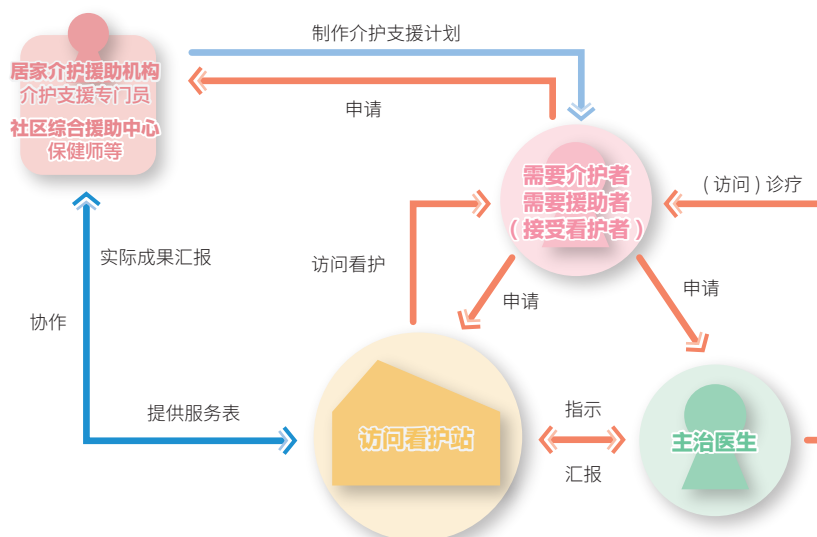 制作介护支援计划
居家介护援助机构
介护支援专门员
社区综合援助中心
保健师等
申请
需要介护者
需要援助者
（接受看护者）
（访问）诊疗
实际成果汇报
访问看护
申请
申请
协作
提供服务表
访问看护站
指示
汇报
主治医生